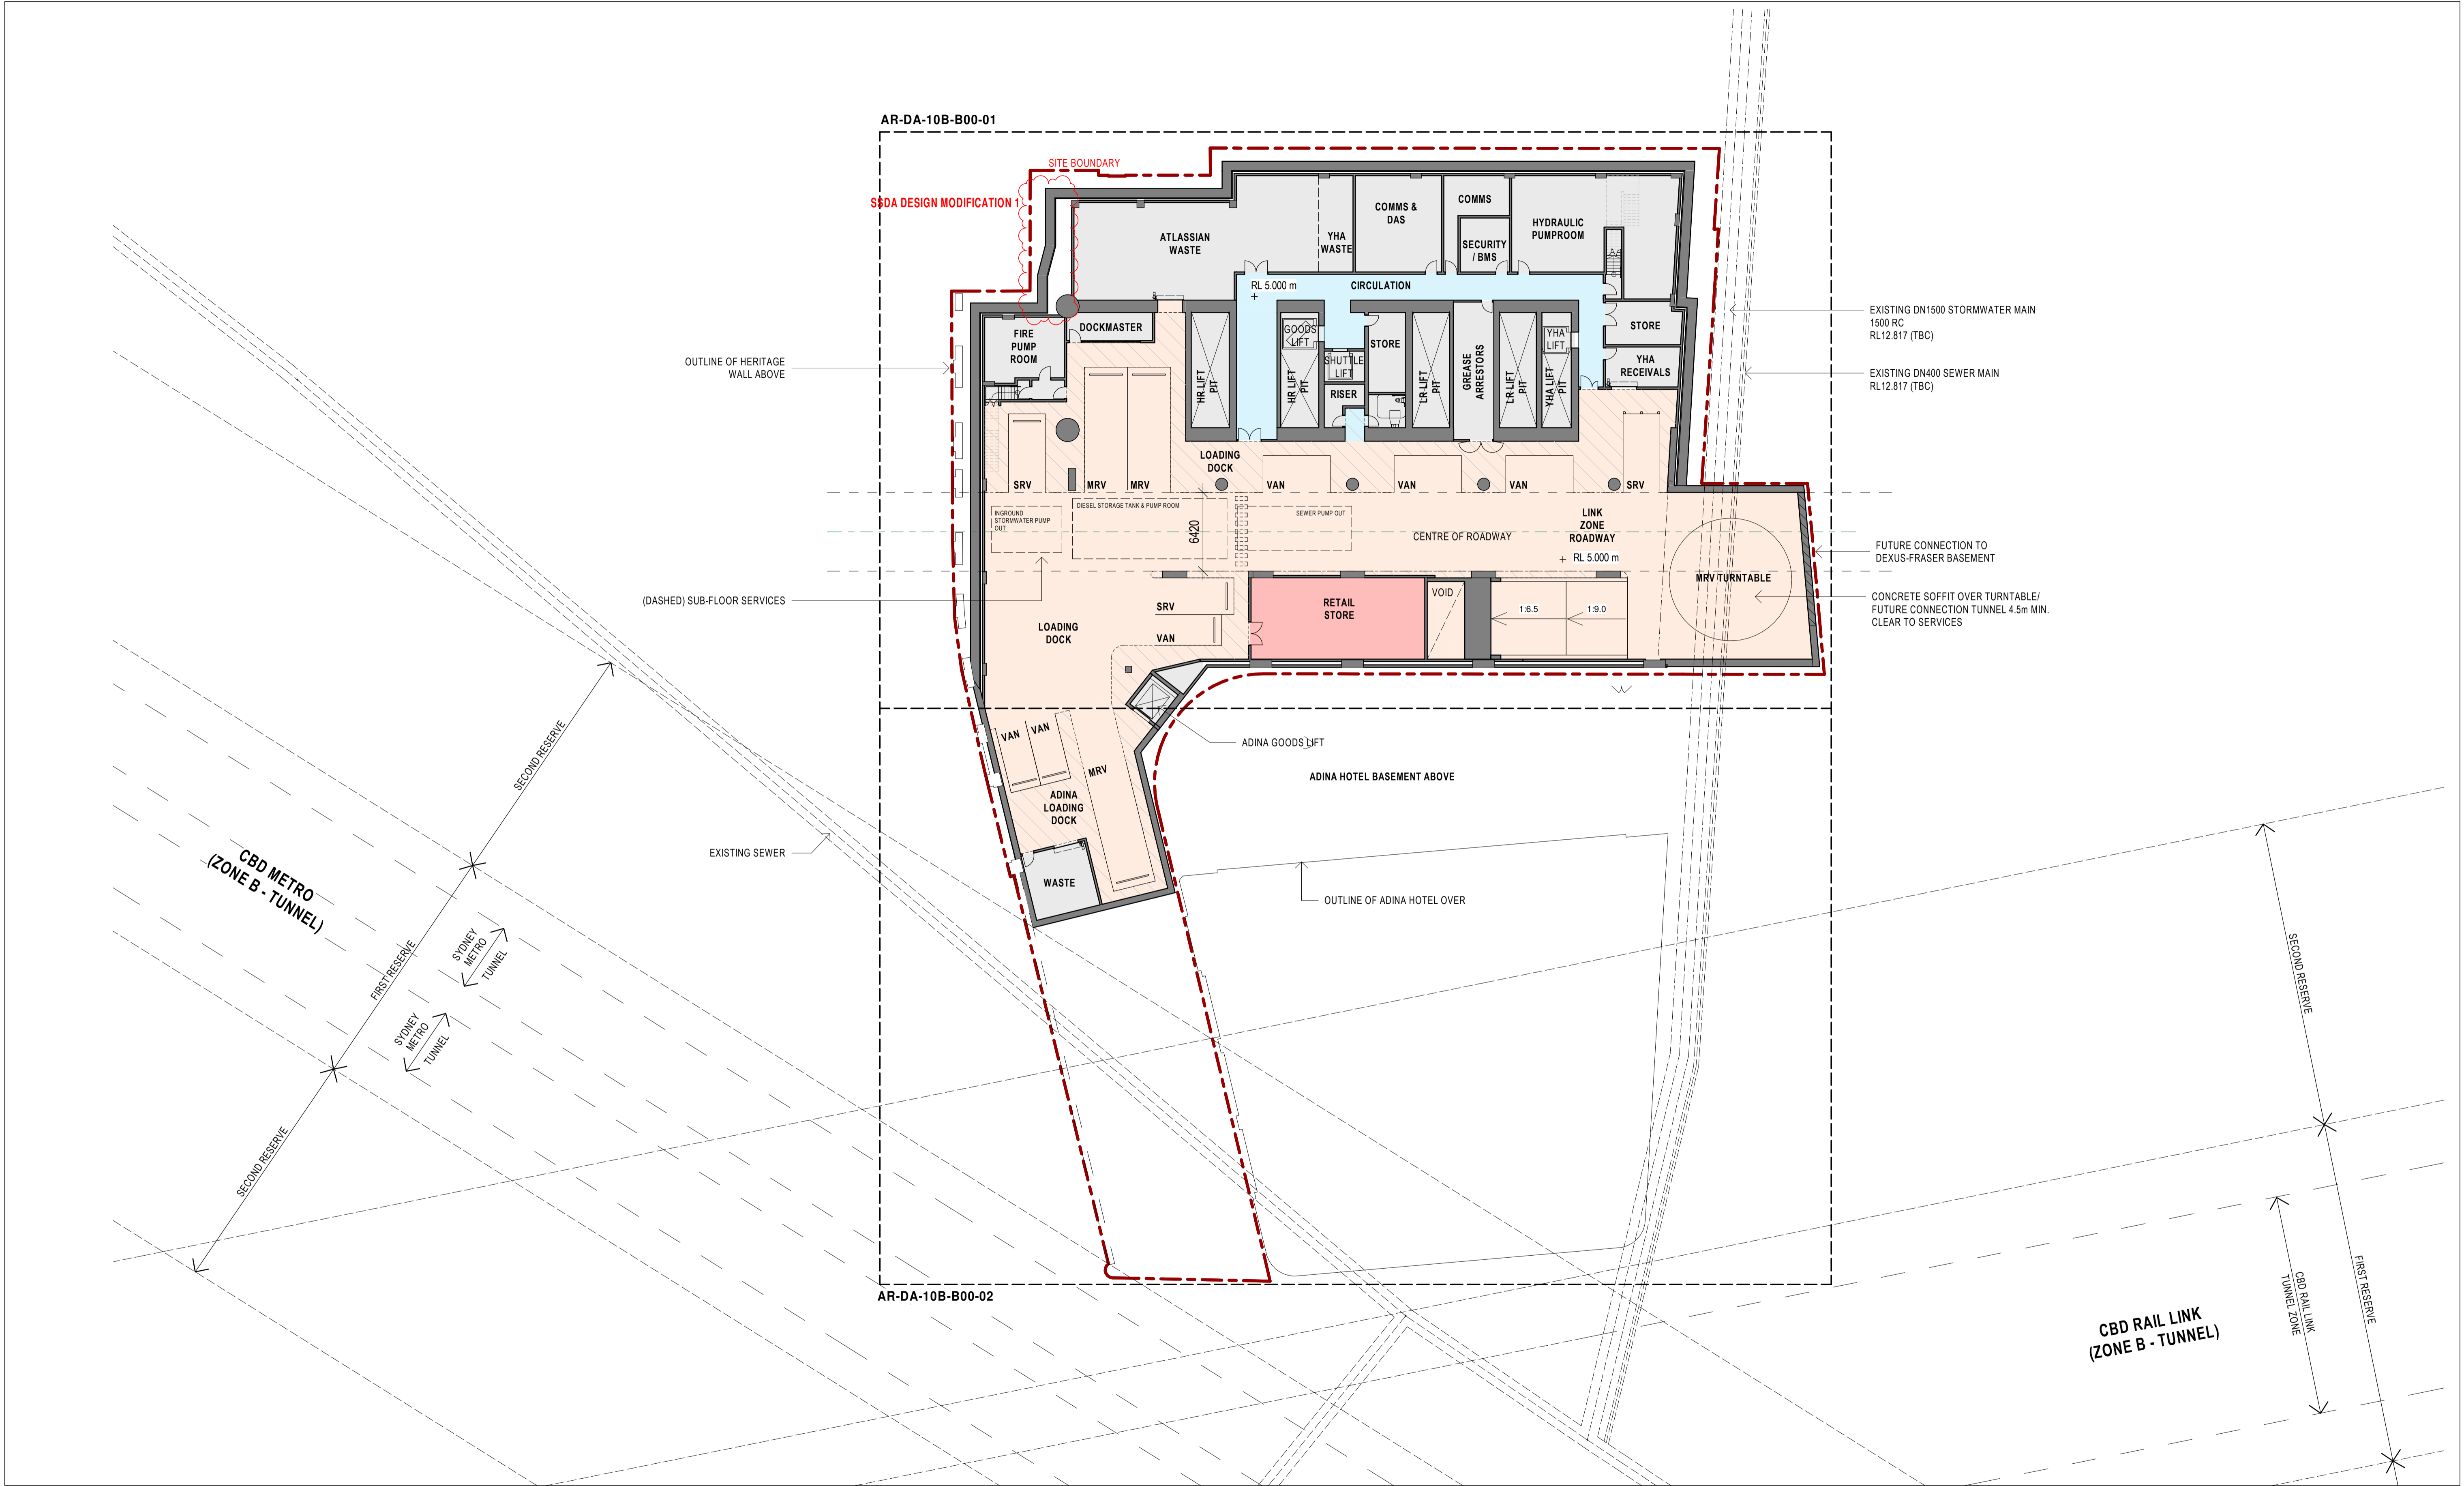 AR-DA-10B-B00-01
SITE BOUNDARY
SSDA DESIGN MODIFICATION 1
ATLASSIAN
WASTE
YHA
WASTE
COMMS &
DAS
COMMS
SECURITY
/ BMS
HYDRAULIC
PUMPROOM
RL 5.000 m
CIRCULATION
FIRE
PUMP
ROOM
DOCKMASTER
HR LIFT
PIT
GOODS
LIFT
HR LIFT
PIT
SHUTTLE
LIFT
RISER
STORE
LR LIFT
PIT
GREASE
ARRESTORS
LR LIFT
PIT
YHA
LIFT
YHA LIFT
PIT
STORE
YHA
RECEIVALS
EXISTING DN1500 STORMWATER MAIN
1500 RC
RL12.817 (TBC)
EXISTING DN400 SEWER MAIN
RL12.817 (TBC)
OUTLINE OF HERITAGE
WALL ABOVE
LOADING
DOCK
SRV
MRV
MRV
VAN
VAN
VAN
SRV
INGROUND
STORMWATER PUMP
OUT
DIESEL STORAGE TANK & PUMP ROOM
6420
SEWER PUMP OUT
CENTRE OF ROADWAY
LINK
ZONE
ROADWAY
RL 5.000 m
FUTURE CONNECTION TO
DEXUS-FRASER BASEMENT
MRV TURNTABLE
(DASHED) SUB-FLOOR SERVICES
CONCRETE SOFFIT OVER TURNTABLE/
FUTURE CONNECTION TUNNEL 4.5m MIN.
CLEAR TO SERVICES
SRV
VAN
LOADING
DOCK
RETAIL
STORE
VOID
1:6.5
1:9.0
VAN
VAN
MRV
ADINA
LOADING
DOCK
WASTE
ADINA GOODS LIFT
ADINA HOTEL BASEMENT ABOVE
EXISTING SEWER
OUTLINE OF ADINA HOTEL OVER
SECOND RESERVE
CBD METRO
(ZONE B - TUNNEL)
FIRST RESERVE
SYDNEY
METRO
TUNNEL
SYDNEY
METRO
TUNNEL
SECOND RESERVE
SECOND RESERVE
FIRST RESERVE
CBD RAIL LINK
TUNNEL ZONE
CBD RAIL LINK
(ZONE B - TUNNEL)
AR-DA-10B-B00-02